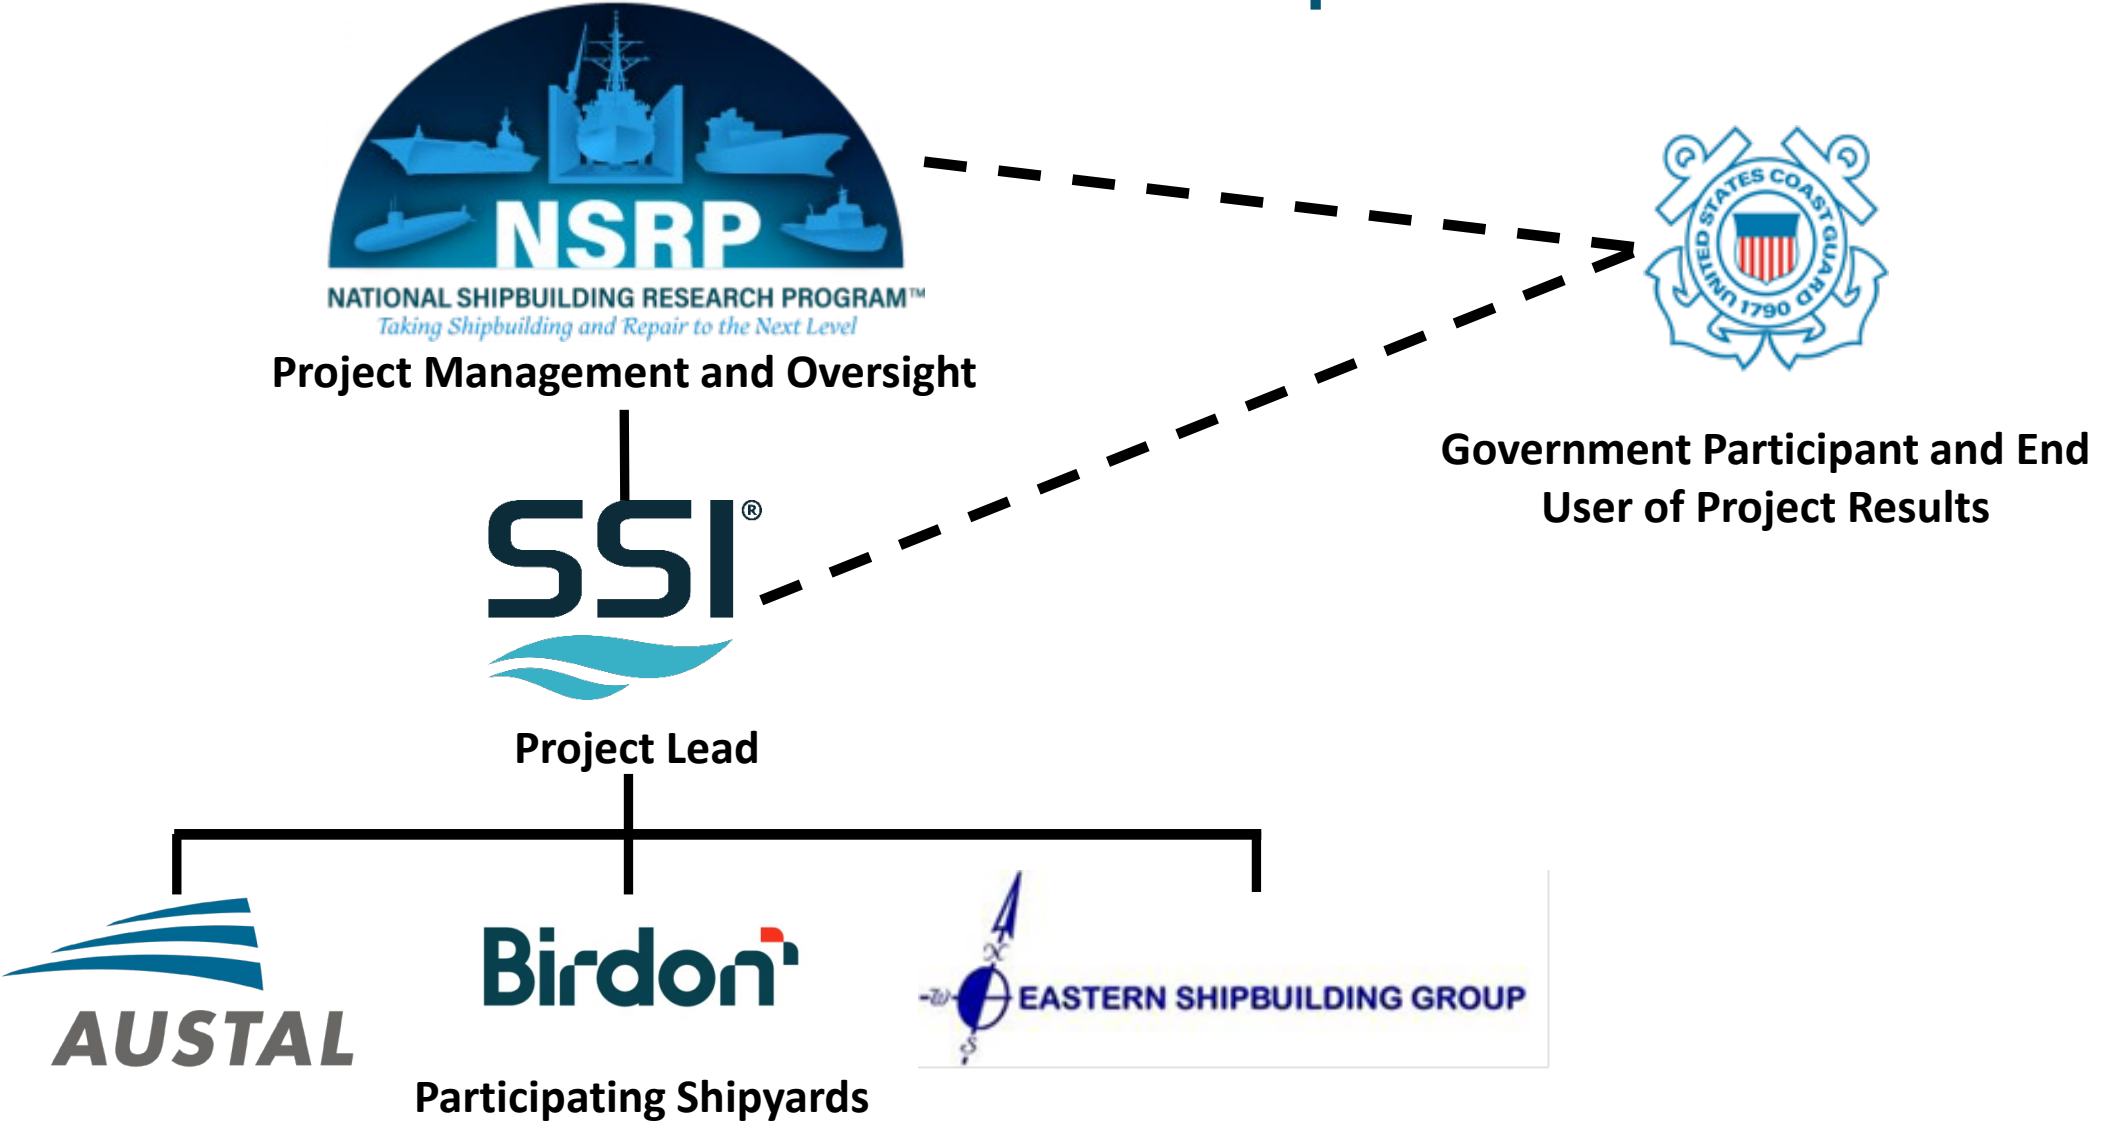 NSRP
NATIONAL SHIPBUILDING RESEARCH PROGRAM™
Taking Shipbuilding and Repair to the Next Level
Project Management and Oversight
UNITED STATES COAST GUARD
1790
Government Participant and End
User of Project Results
SSI®
Project Lead
AUSTAL
Birdon
N
W
EASTERN SHIPBUILDING GROUP
S
Participating Shipyards